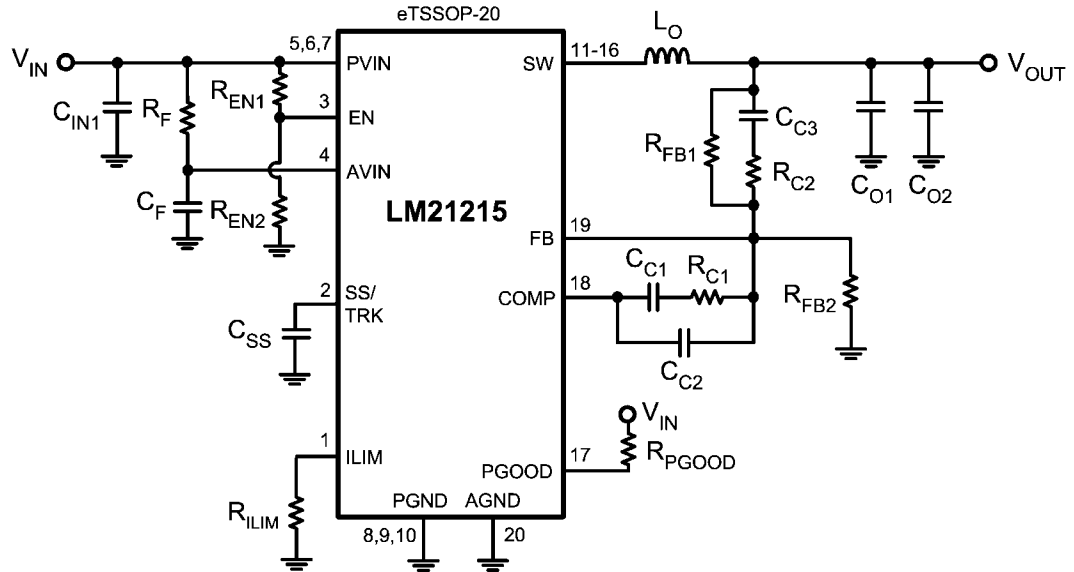 eTSSOP-20
VIN
5,6,7
PVIN
SW
11-16
LO
VOUT
CIN1
RF
REN1
3
EN
4
AVIN
CF
REN2
LM21215
RFB1
CC3
RC2
CO1
CO2
FB
19
COMP
18
CC1
RC1
CC2
RFB2
2
SS/
TRK
CSS
1
ILIM
RILIM
VIN
RPGOOD
PGOOD
17
PGND
AGND
8,9,10
20